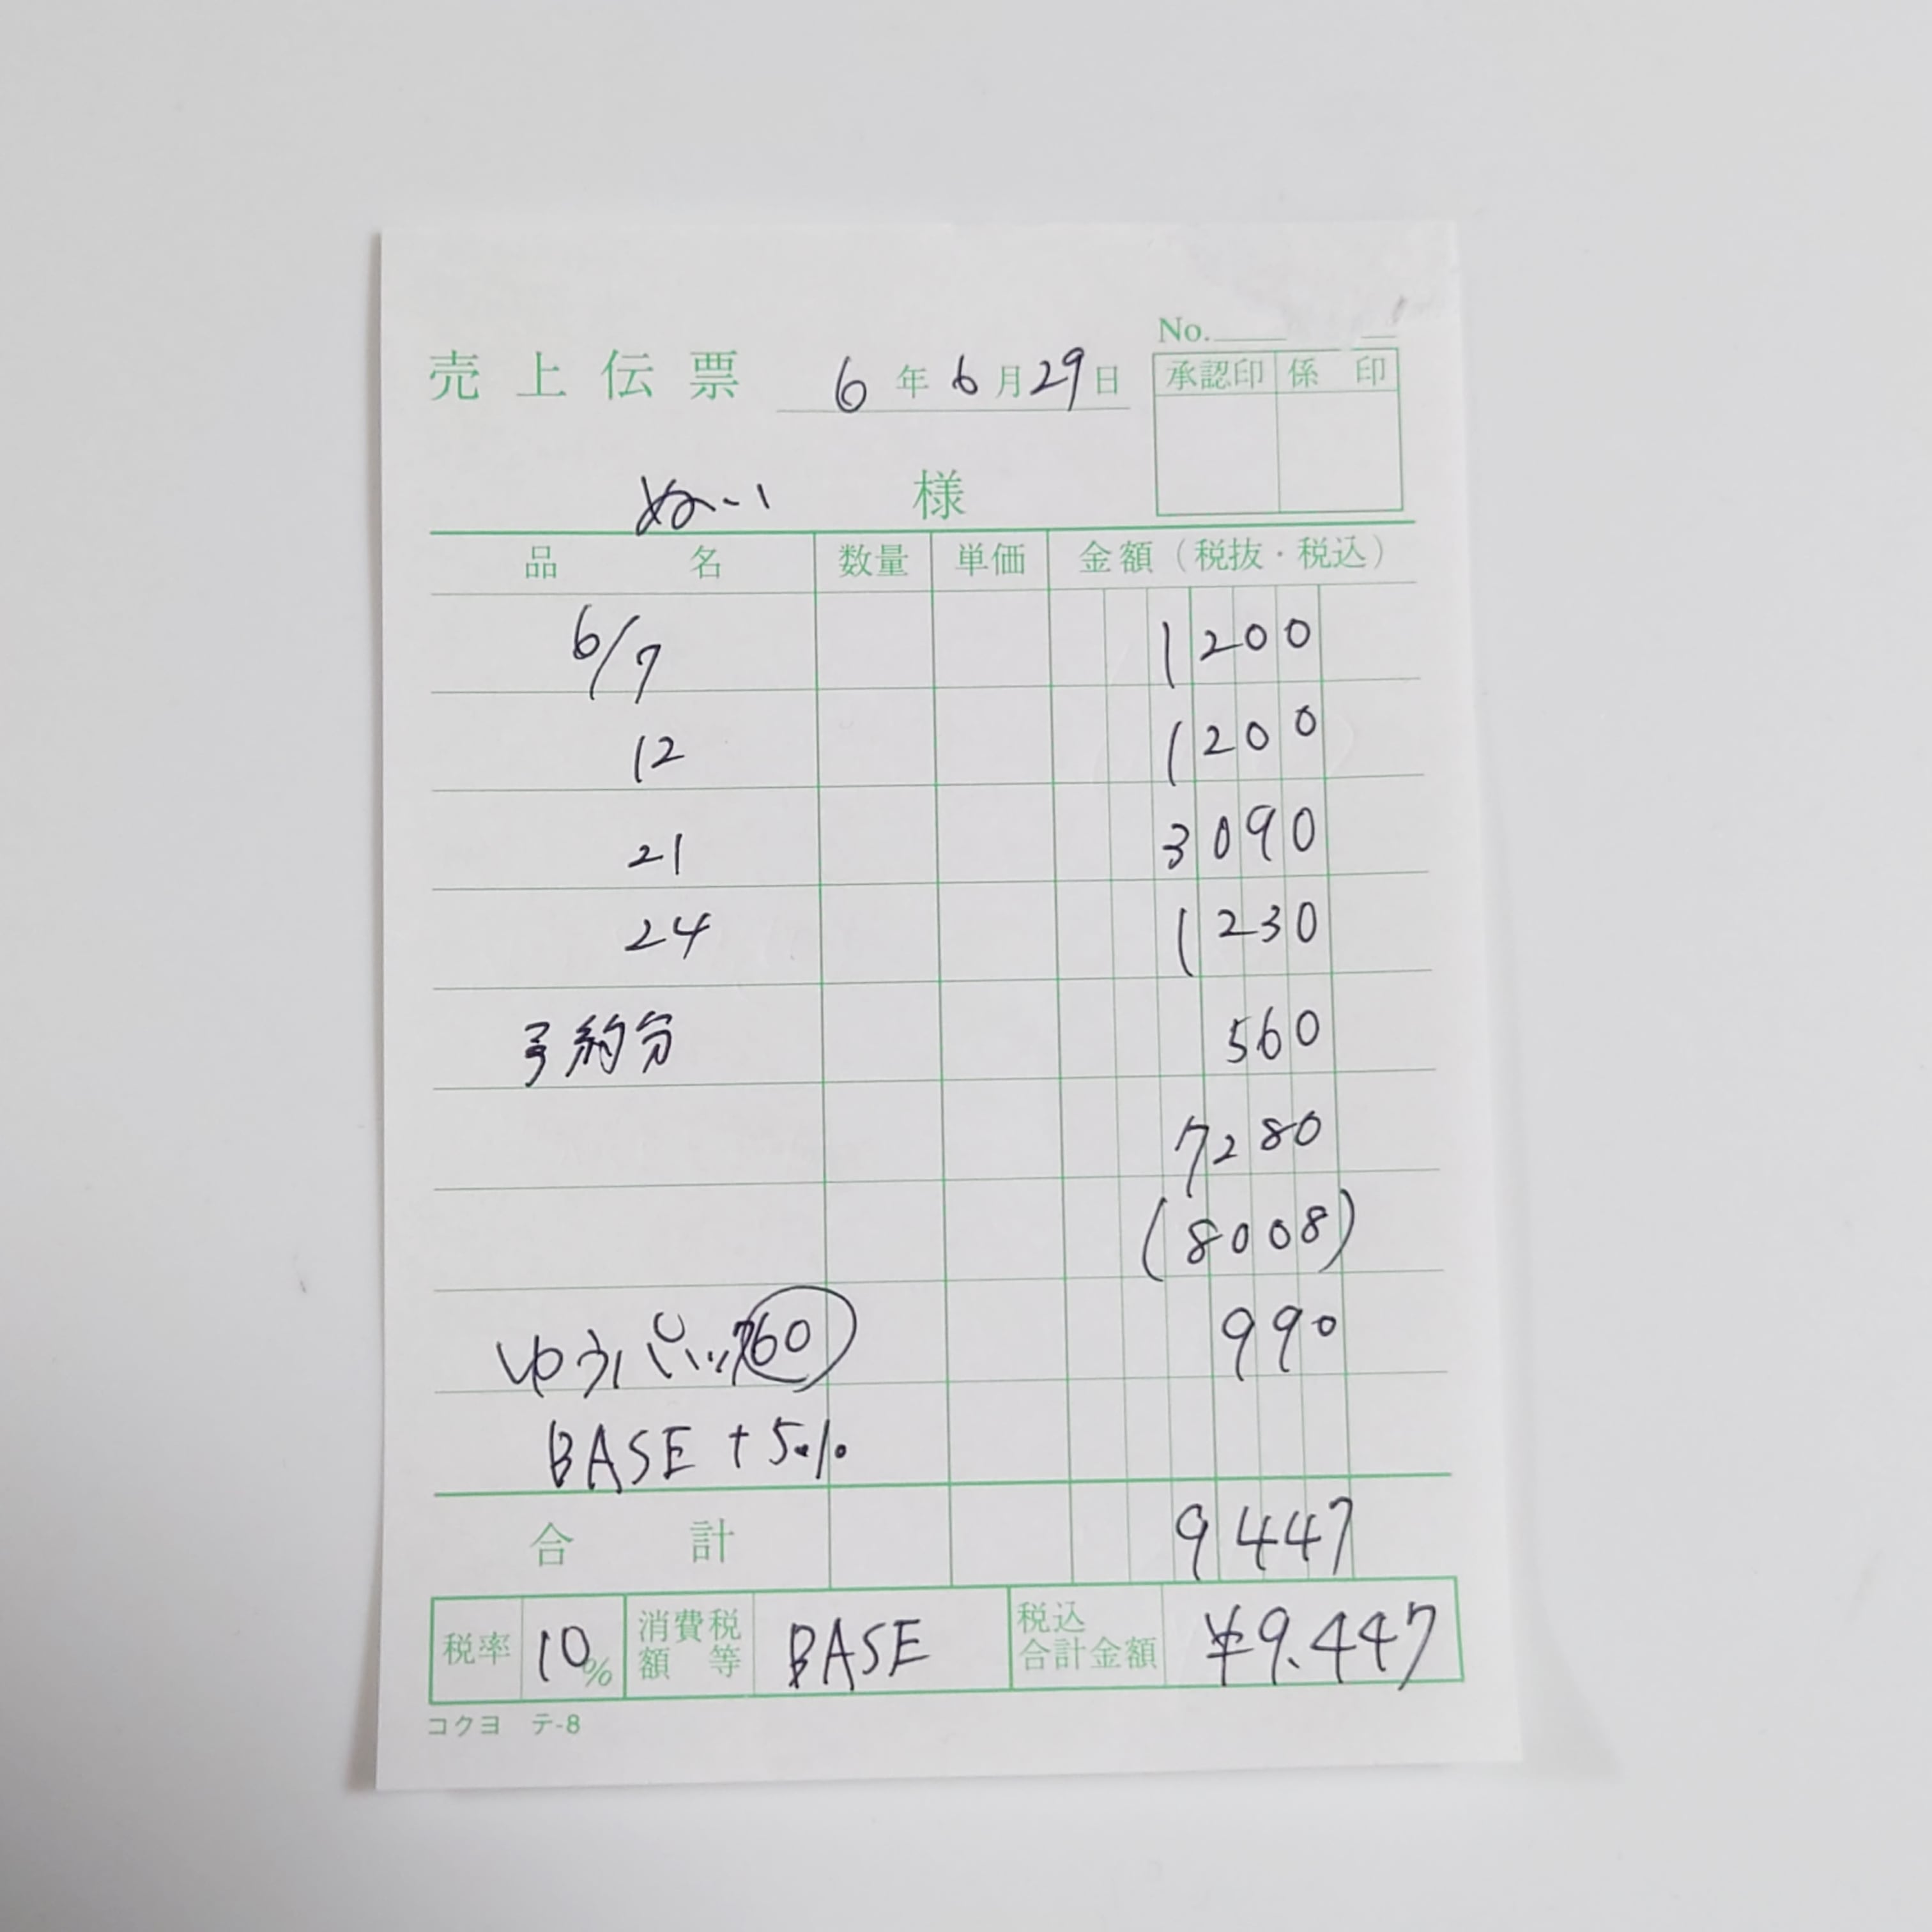 No.
売上伝票 6年6月29日
承認印 係印
ぬーい 様
品名 数量 単価 金額(税抜・税込)
6/7 1200
12 1200
21 3090
24 1230
予約分 560
7280
(8008)
ゆうパック60 990
BASE +5%
合計 9447
税率 10% 消費税額等 BASE 税込合計金額 ¥9.447
コクヨ テ-8